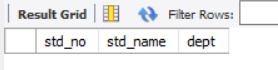 Result Grid Filter Rows:
std_no std_name dept